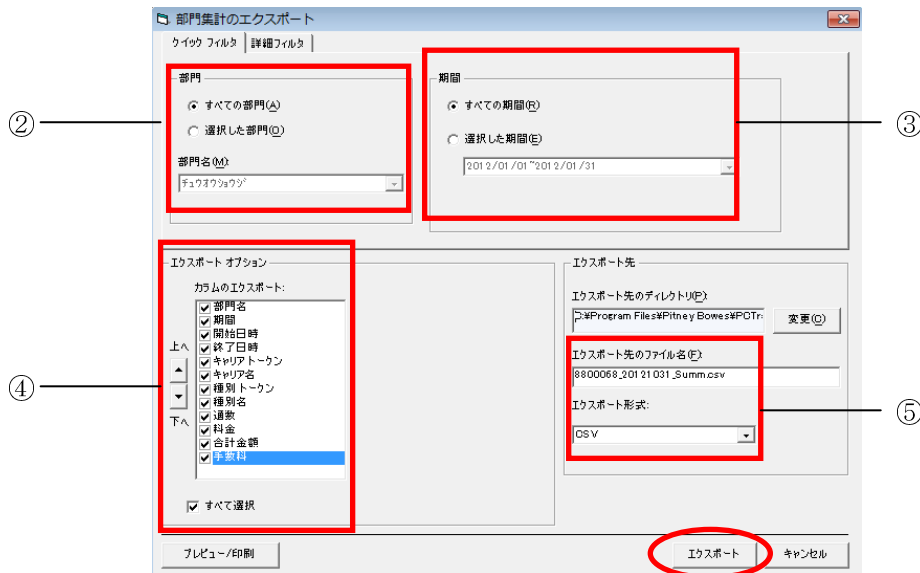 部門集計のエクスポート
クイック フィルタ
詳細フィルタ
部門
すべての部門(A)
選択した部門(O)
部門名(M):
チュウオウショウジ
②
期間
すべての期間(R)
選択した期間(E)
2012/01/01~2012/01/31
③
エクスポート オプション
カラムのエクスポート:
部門名
期間
開始日時
終了日時
キャリアトークン
キャリア名
種別トークン
種別名
通数
料金
合計金額
手数料
上へ
下へ
すべて選択
④
エクスポート先
エクスポート先のディレクトリ(P):
:¥Program Files¥Pitney Bowes¥PCTr
変更(C)
エクスポート先のファイル名(F):
8800068_20121031_Summ.csv
エクスポート形式:
CSV
⑤
プレビュー/印刷
エクスポート
キャンセル